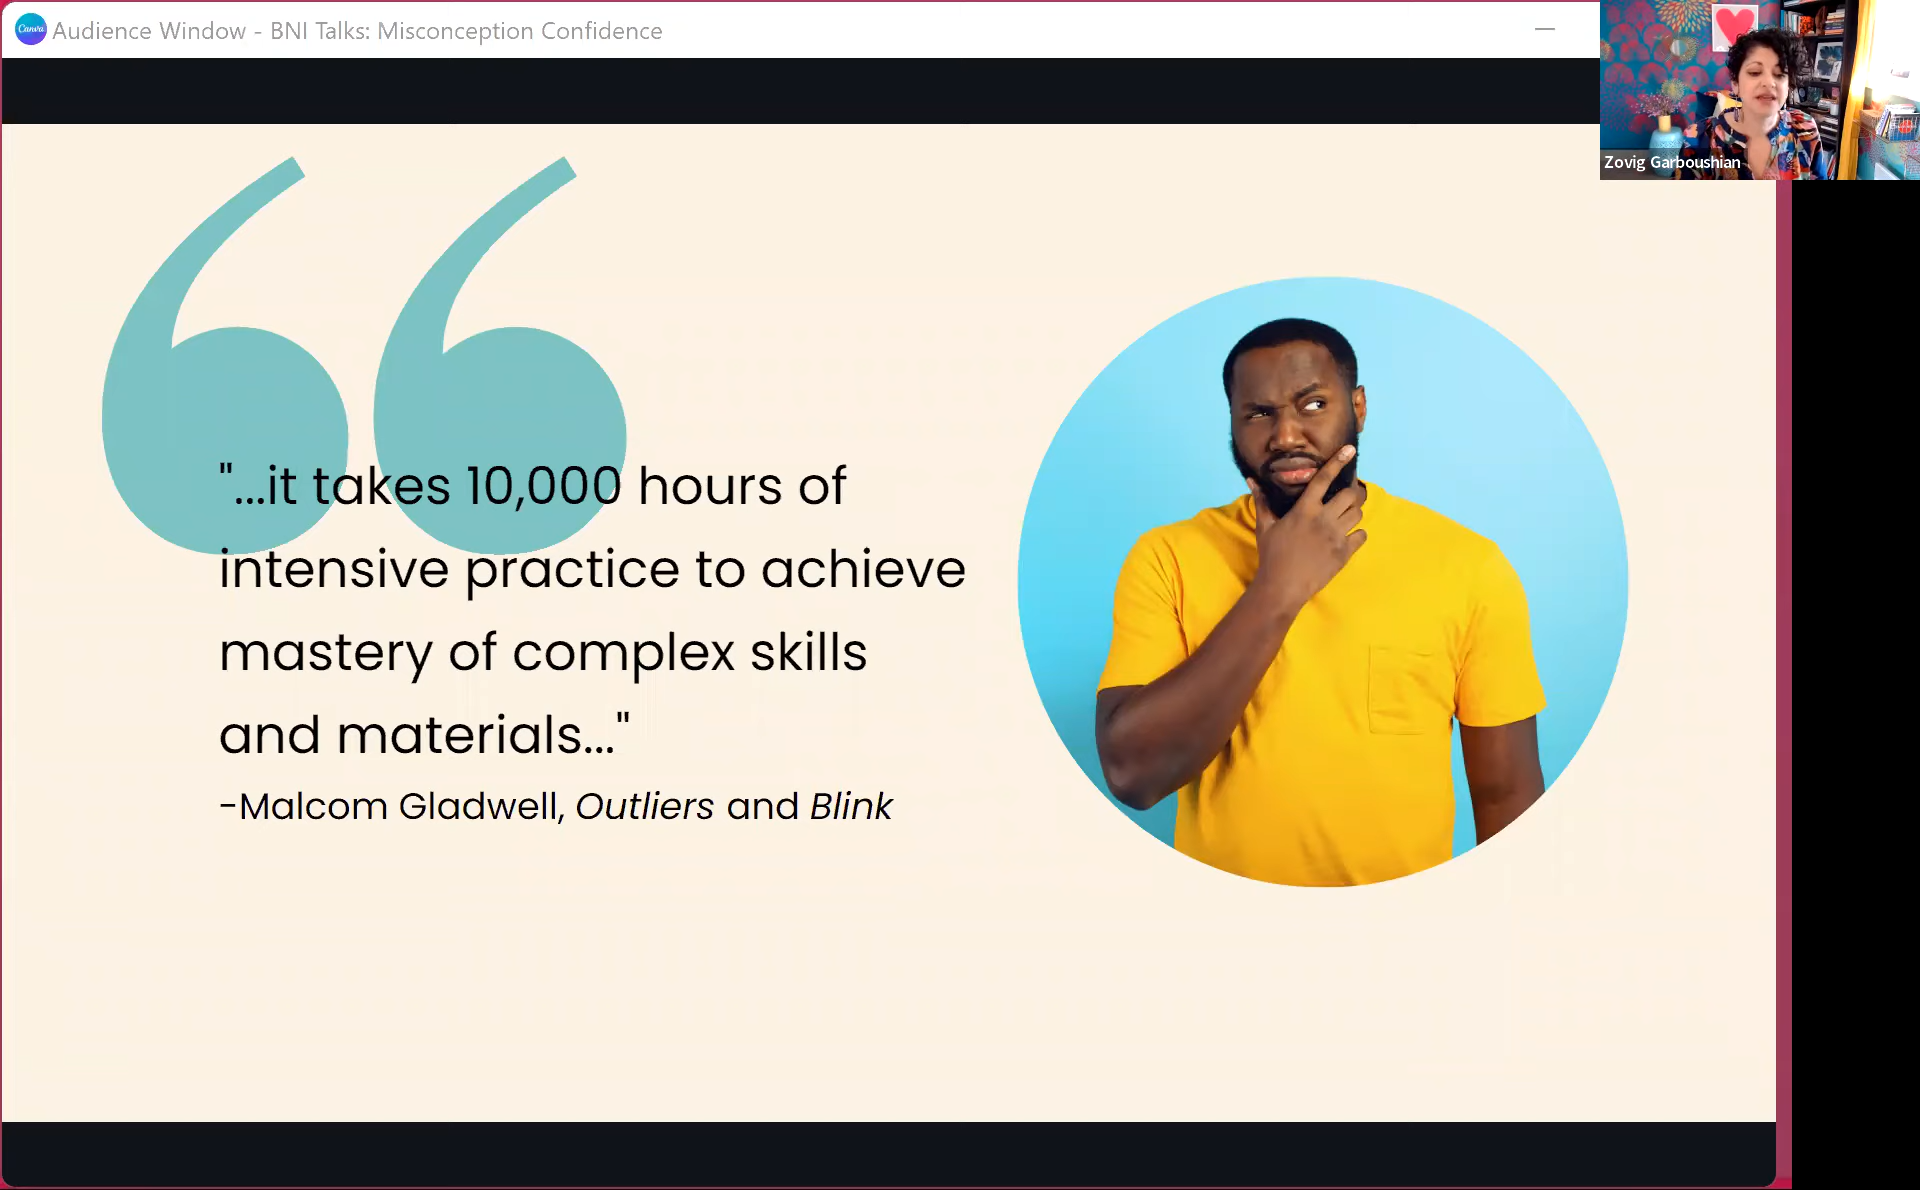 Canva
Audience Window - BNI Talks: Misconception Confidence
Zovig Garboushian
"...it takes 10,000 hours of
intensive practice to achieve
mastery of complex skills
and materials..."
-Malcom Gladwell, Outliers and Blink